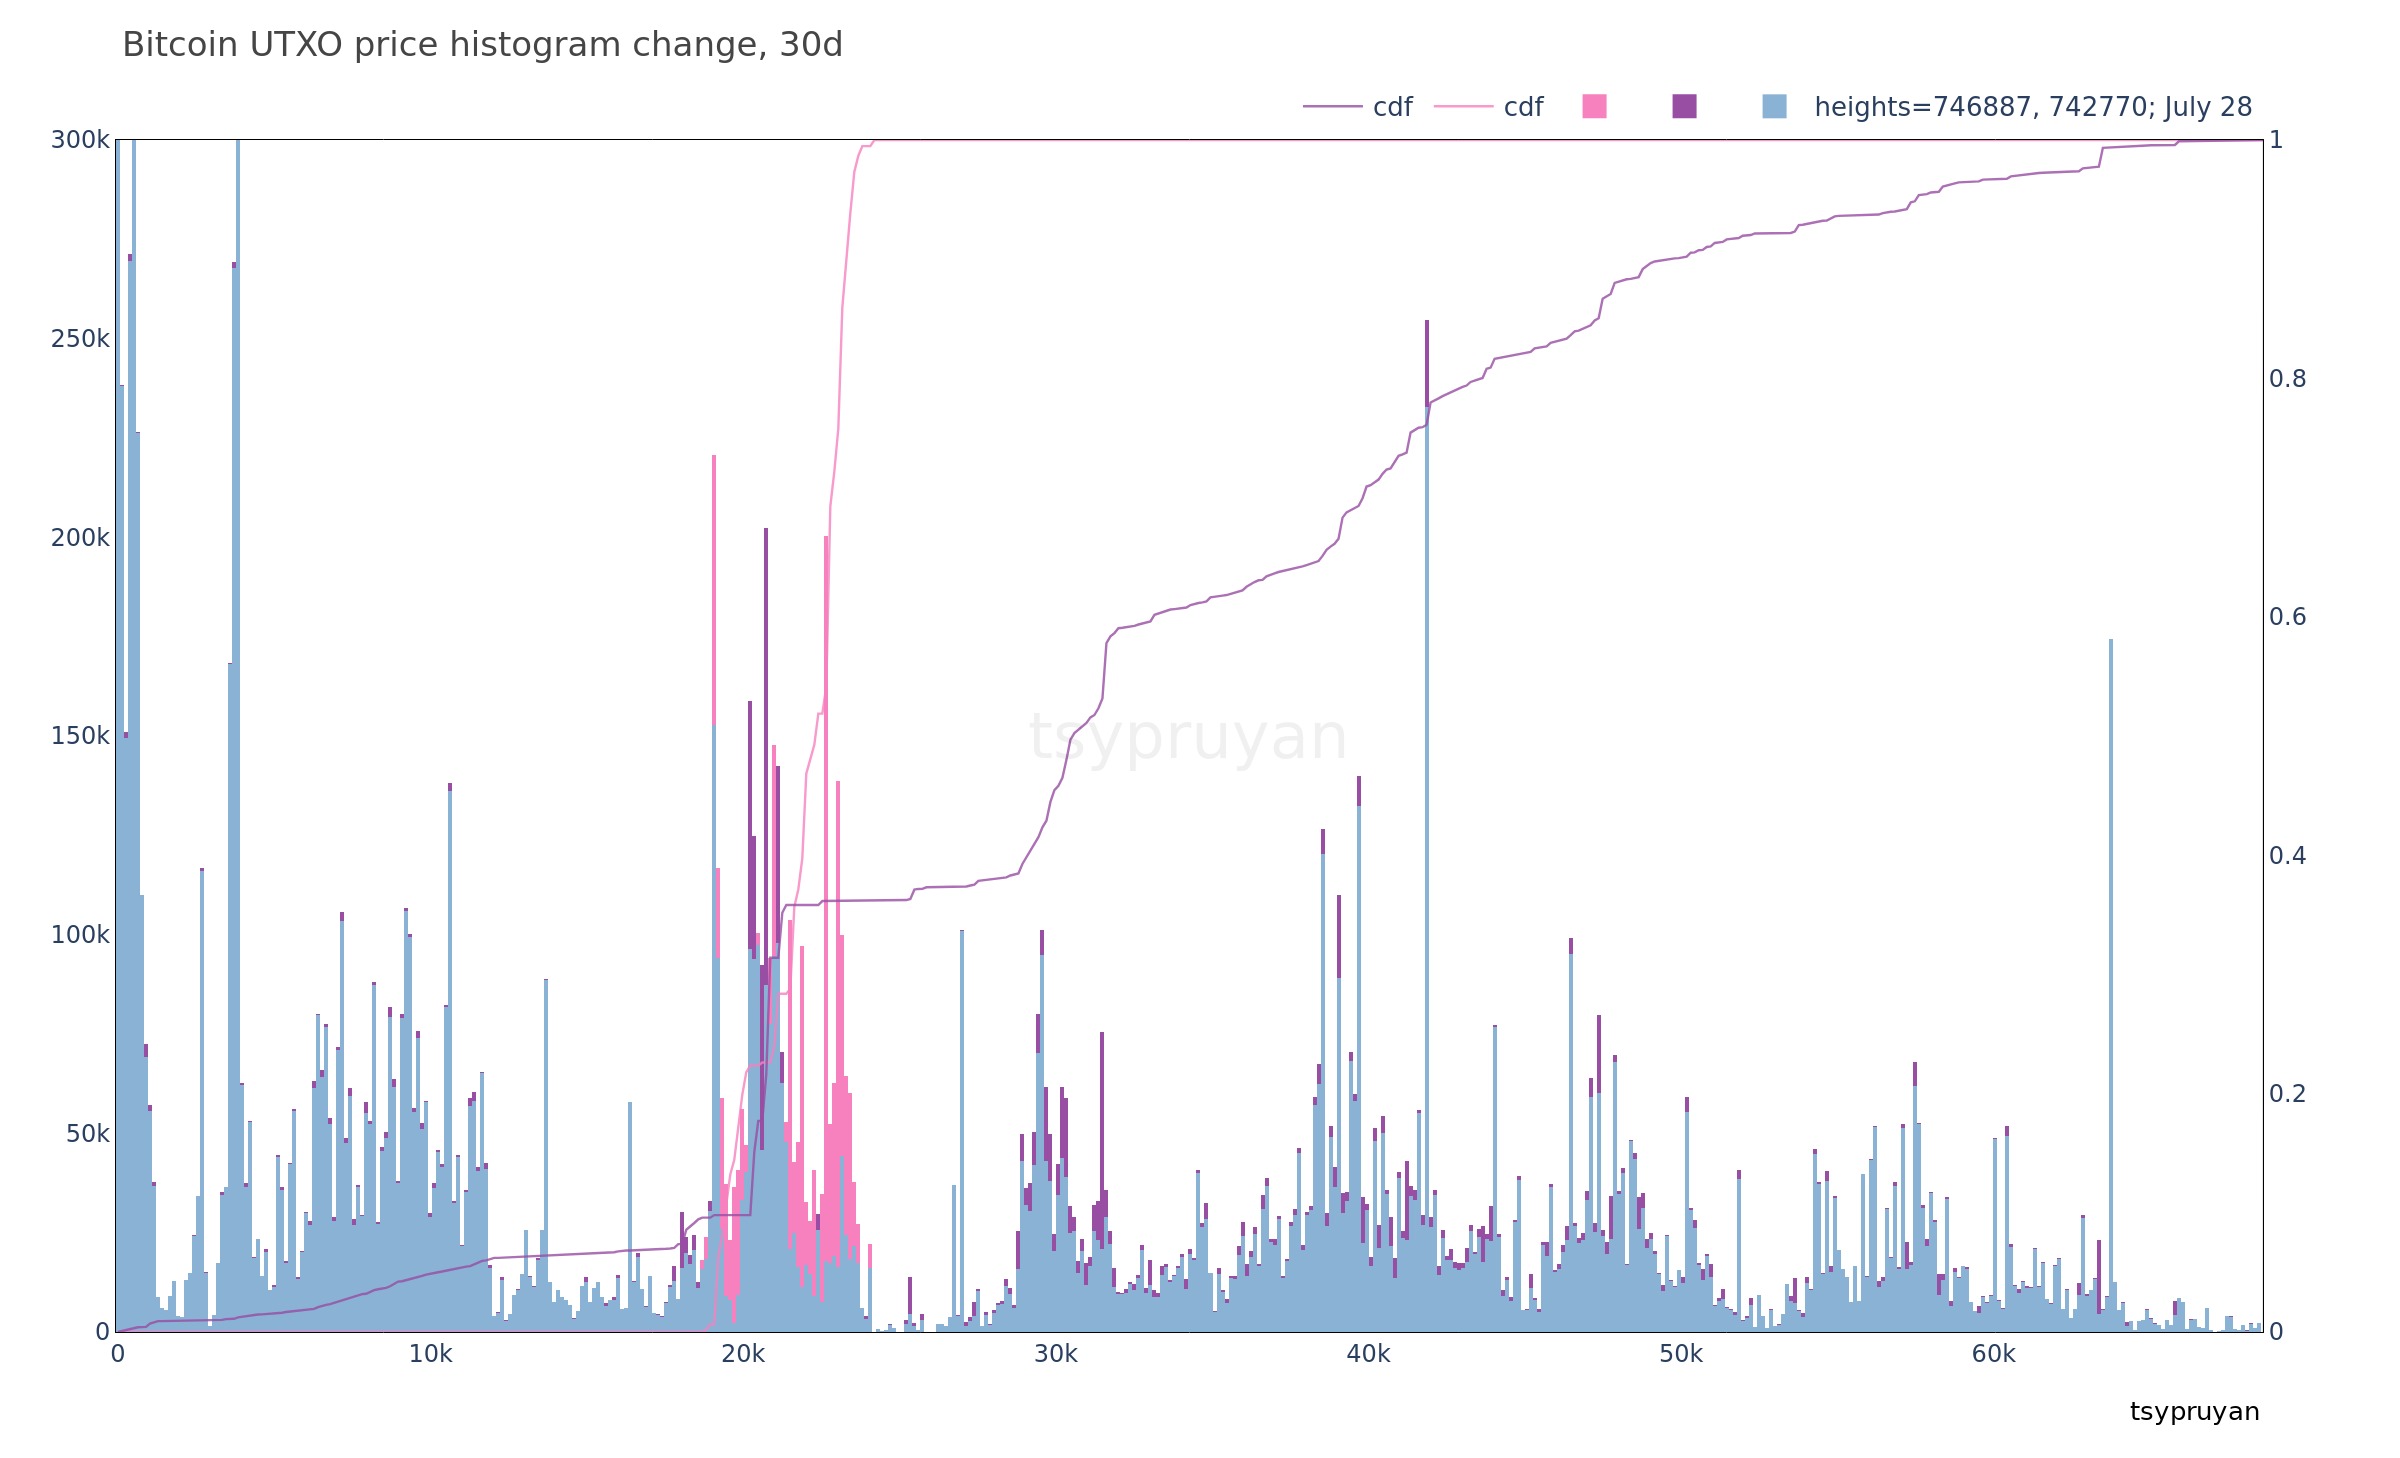 Bitcoin UTXO price histogram change, 30d
cdf cdf heights=746887, 742770; July 28
300k
250k
200k
150k
100k
50k
0
1
0.8
0.6
0.4
0.2
0
tsypruyan
0 10k 20k 30k 40k 50k 60k
tsypruyan